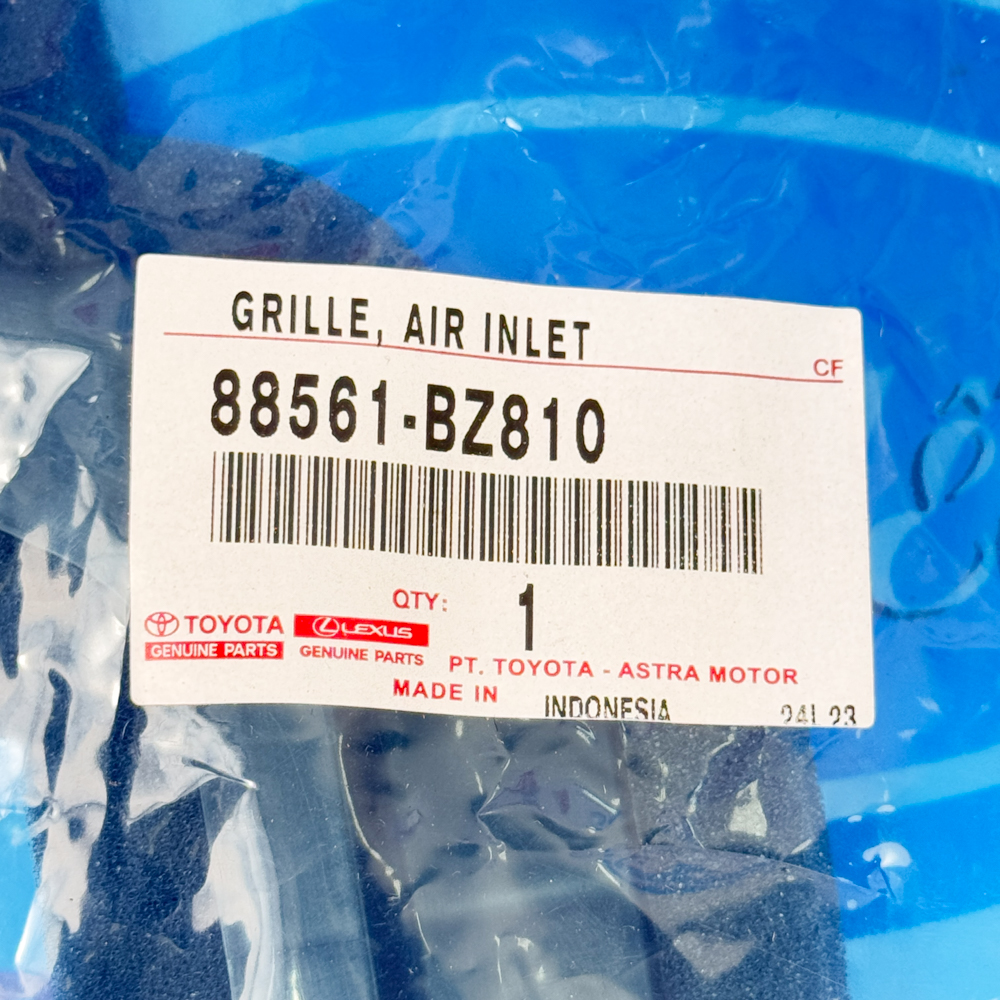 GRILLE, AIR INLET
CF
88561-BZ810
QTY: 1
TOYOTA LEXUS
GENUINE PARTS GENUINE PARTS
PT. TOYOTA - ASTRA MOTOR
MADE IN INDONESIA